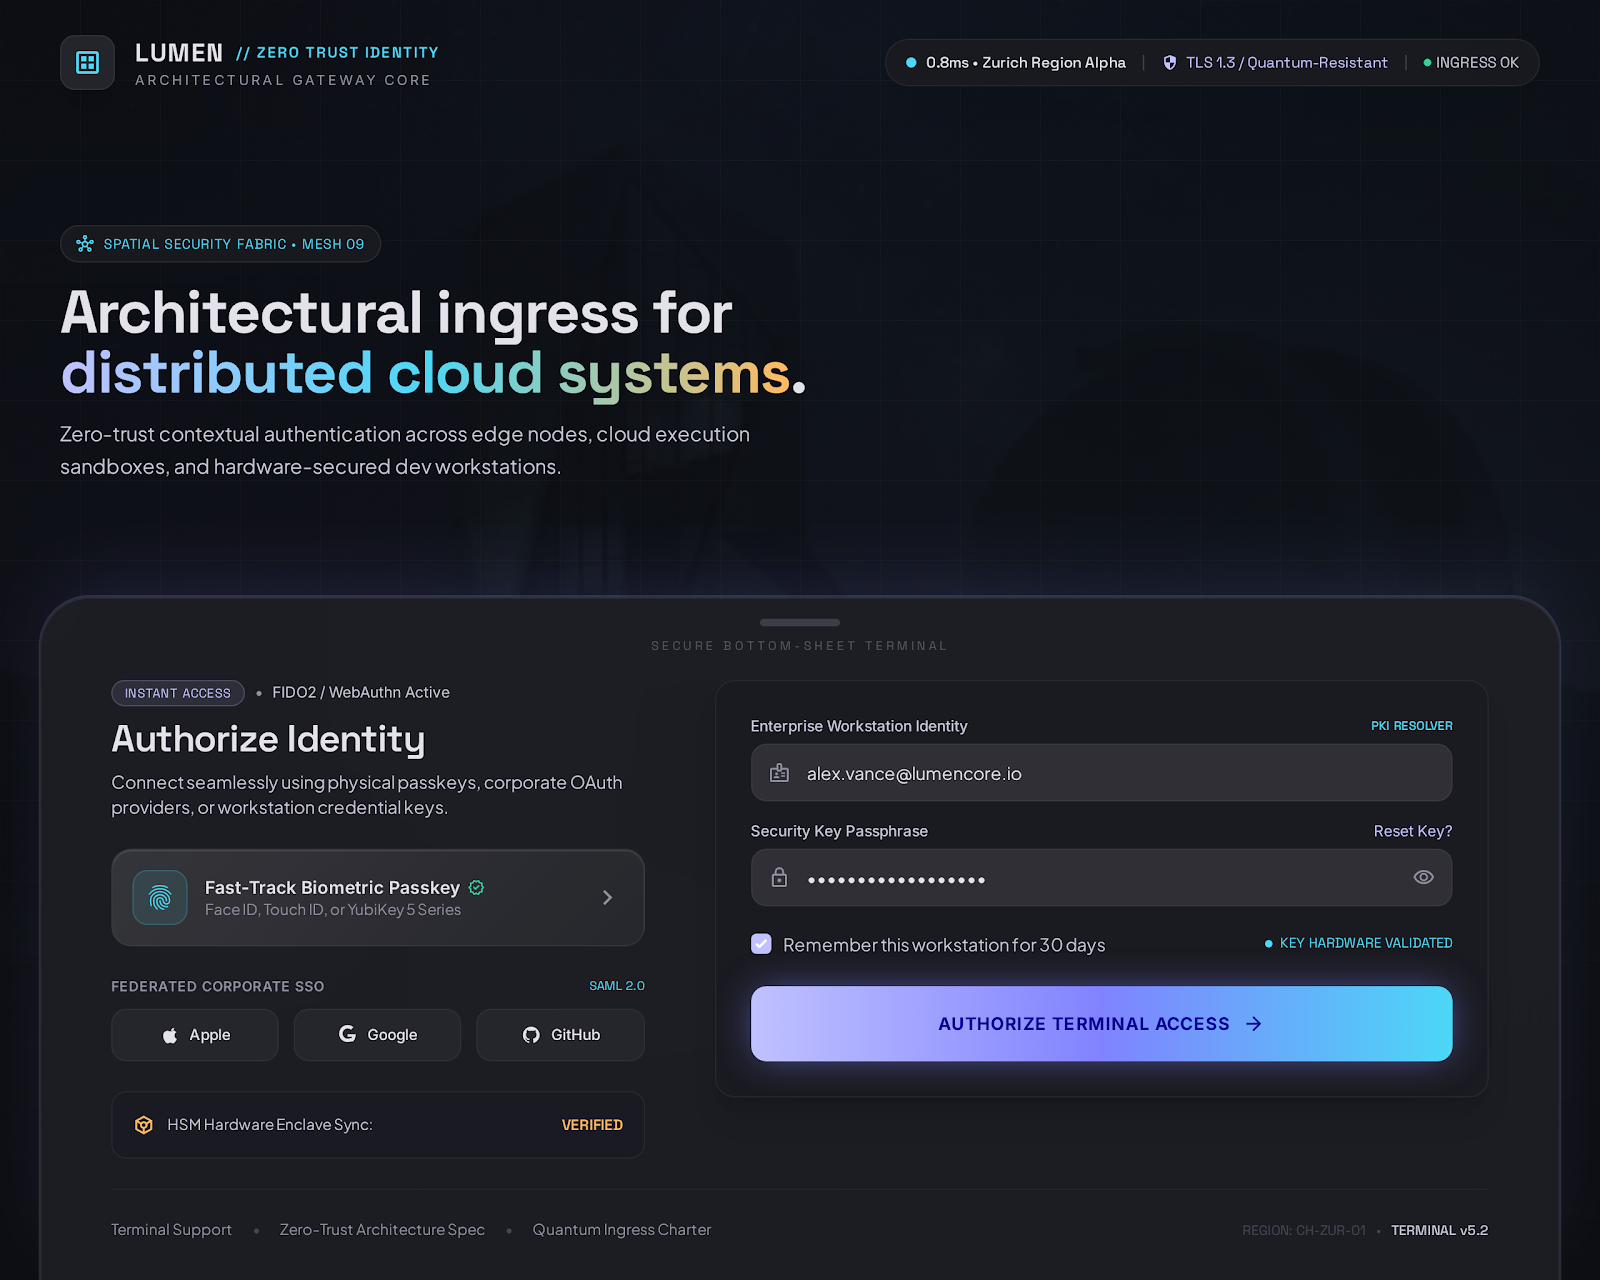 LUMEN // ZERO TRUST IDENTITY
ARCHITECTURAL GATEWAY CORE
0.8ms • Zurich Region Alpha | TLS 1.3 / Quantum-Resistant | INGRESS OK
SPATIAL SECURITY FABRIC • MESH 09
Architectural ingress for
distributed cloud systems.
Zero-trust contextual authentication across edge nodes, cloud execution
sandboxes, and hardware-secured dev workstations.
SECURE BOTTOM-SHEET TERMINAL
INSTANT ACCESS • FIDO2 / WebAuthn Active
Authorize Identity
Connect seamlessly using physical passkeys, corporate OAuth
providers, or workstation credential keys.
Fast-Track Biometric Passkey
Face ID, Touch ID, or YubiKey 5 Series
FEDERATED CORPORATE SSO
SAML 2.0
Apple
Google
GitHub
HSM Hardware Enclave Sync:
VERIFIED
Enterprise Workstation Identity
PKI RESOLVER
alex.vance@lumencore.io
Security Key Passphrase
Reset Key?
••••••••••••••••••
Remember this workstation for 30 days
KEY HARDWARE VALIDATED
AUTHORIZE TERMINAL ACCESS
Terminal Support • Zero-Trust Architecture Spec • Quantum Ingress Charter
REGION: CH-ZUR-01 • TERMINAL v5.2